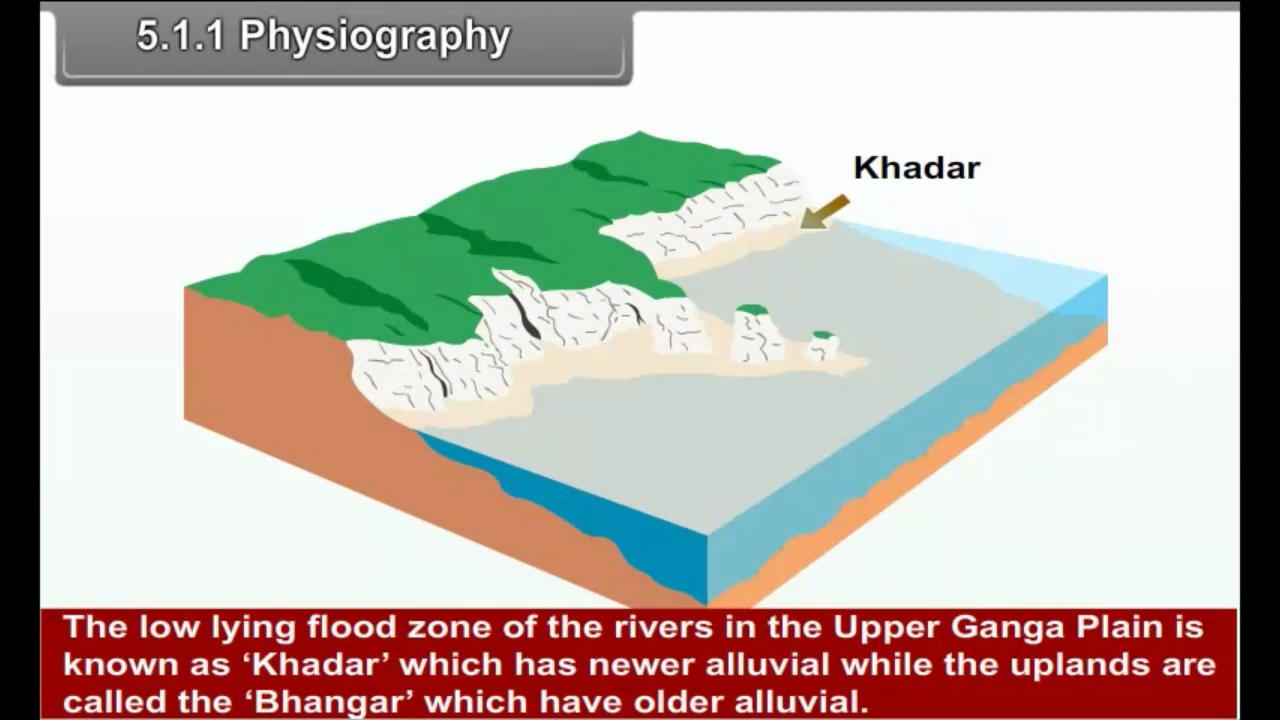 5.1.1 Physiography
Khadar
The low lying flood zone of the rivers in the Upper Ganga Plain is
known as ‘Khadar’ which has newer alluvial while the uplands are
called the ‘Bhangar’ which have older alluvial.